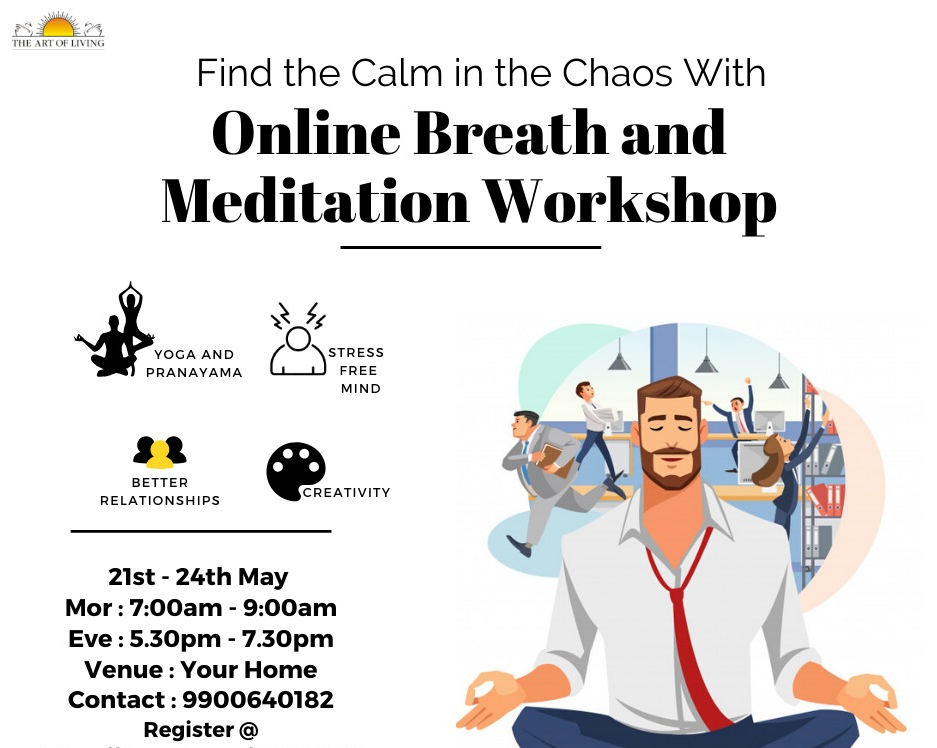 THE ART OF LIVING
Find the Calm in the Chaos With
Online Breath and
Meditation Workshop
YOGA AND
PRANAYAMA
STRESS
FREE
MIND
BETTER
RELATIONSHIPS
CREATIVITY
21st - 24th May
Mor : 7:00am - 9:00am
Eve : 5.30pm - 7.30pm
Venue : Your Home
Contact : 9900640182
Register @